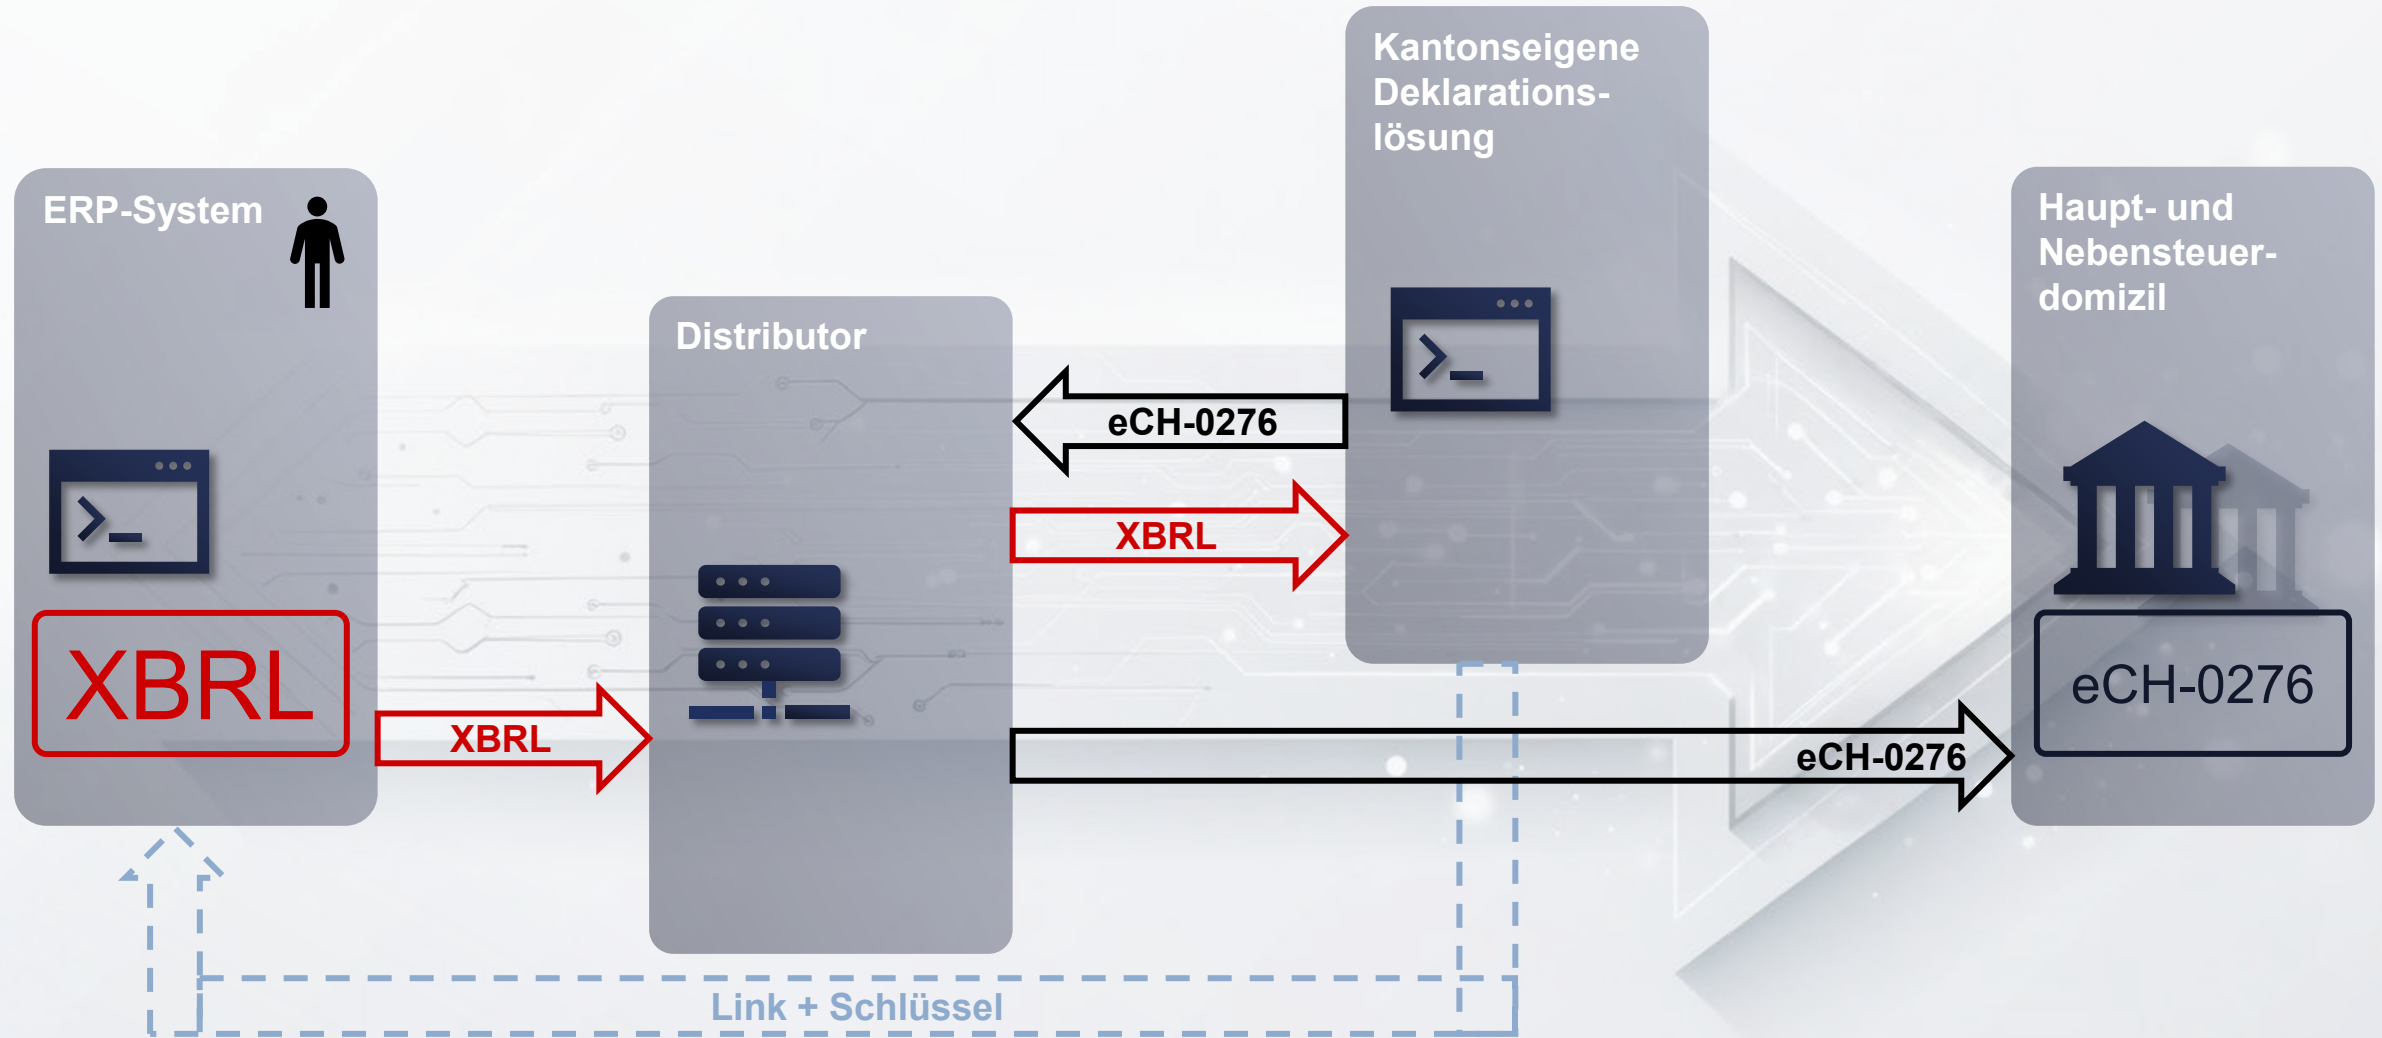 ERP-System
XBRL
XBRL
Distributor
Kantonseigene
Deklarations-
lösung
eCH-0276
XBRL
eCH-0276
Haupt- und
Nebensteuer-
domizil
eCH-0276
Link + Schlüssel